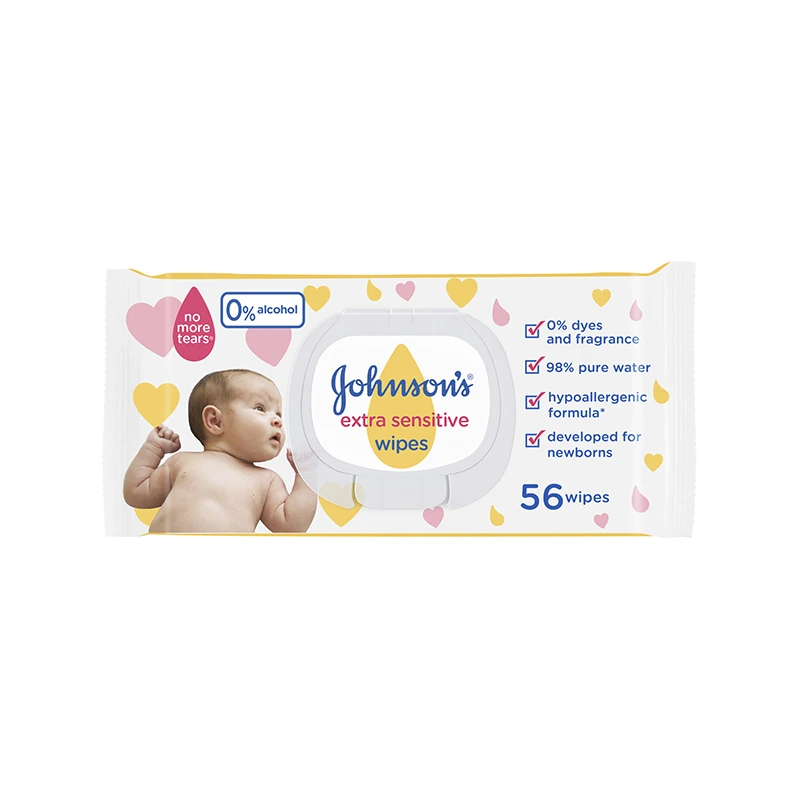 no
more
tears®
0% alcohol
Johnson's®
extra sensitive
wipes
0% dyes
and fragrance
98% pure water
hypoallergenic
formula*
developed for
newborns
56 wipes